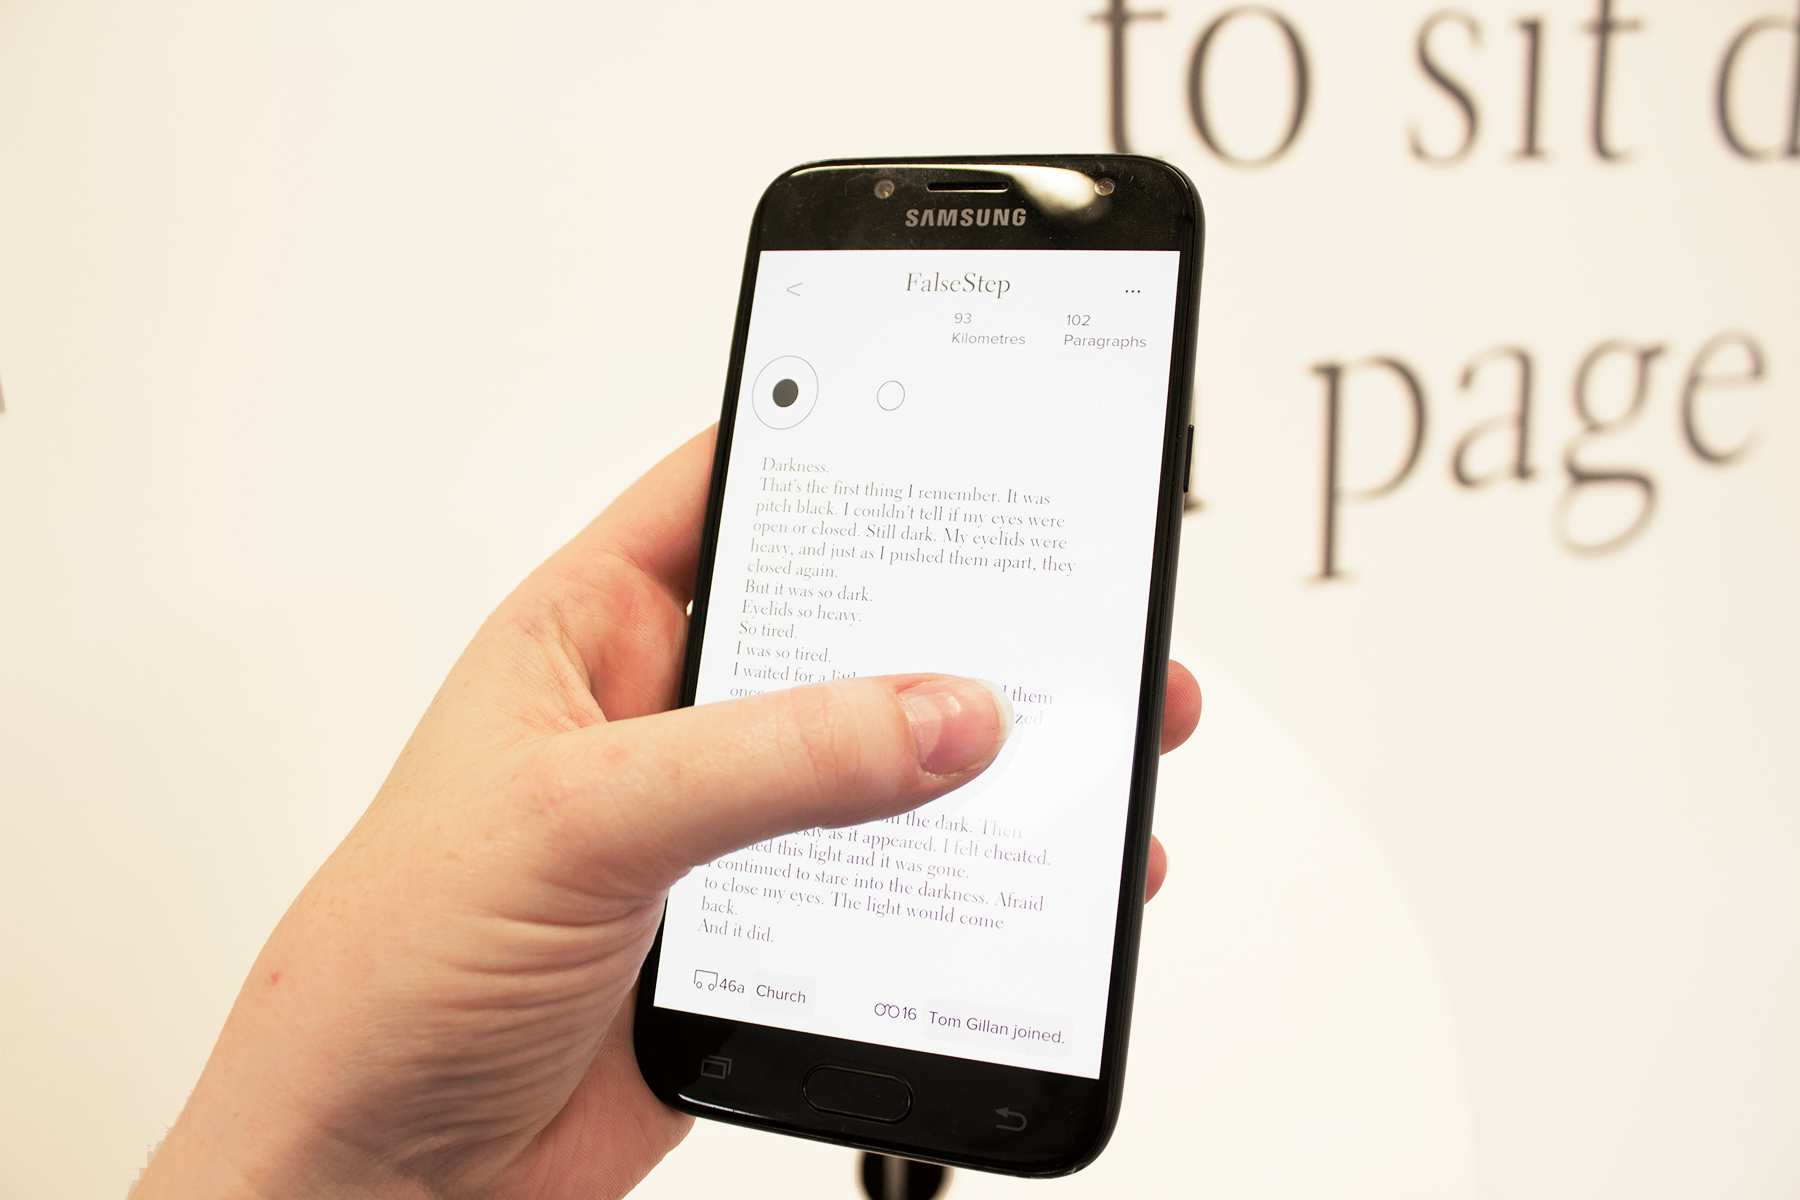 to sit
page
SAMSUNG
<
FalseStep
...
93
Kilometres
102
Paragraphs
Darkness.
That's the first thing I remember. It was
pitch black. I couldn't tell if my eyes were
open or closed. Still dark. My eyelids were
heavy, and just as I pushed them apart, they
closed again.
But it was so dark.
Eyelids so heavy.
So tired.
I was so tired.
I waited for a them
the dark. Then
as it appeared. I felt cheated.
this light and it was gone.
I continued to stare into the darkness. Afraid
to close my eyes. The light would come
back.
And it did.
46a Church
16 Tom Gillan joined.